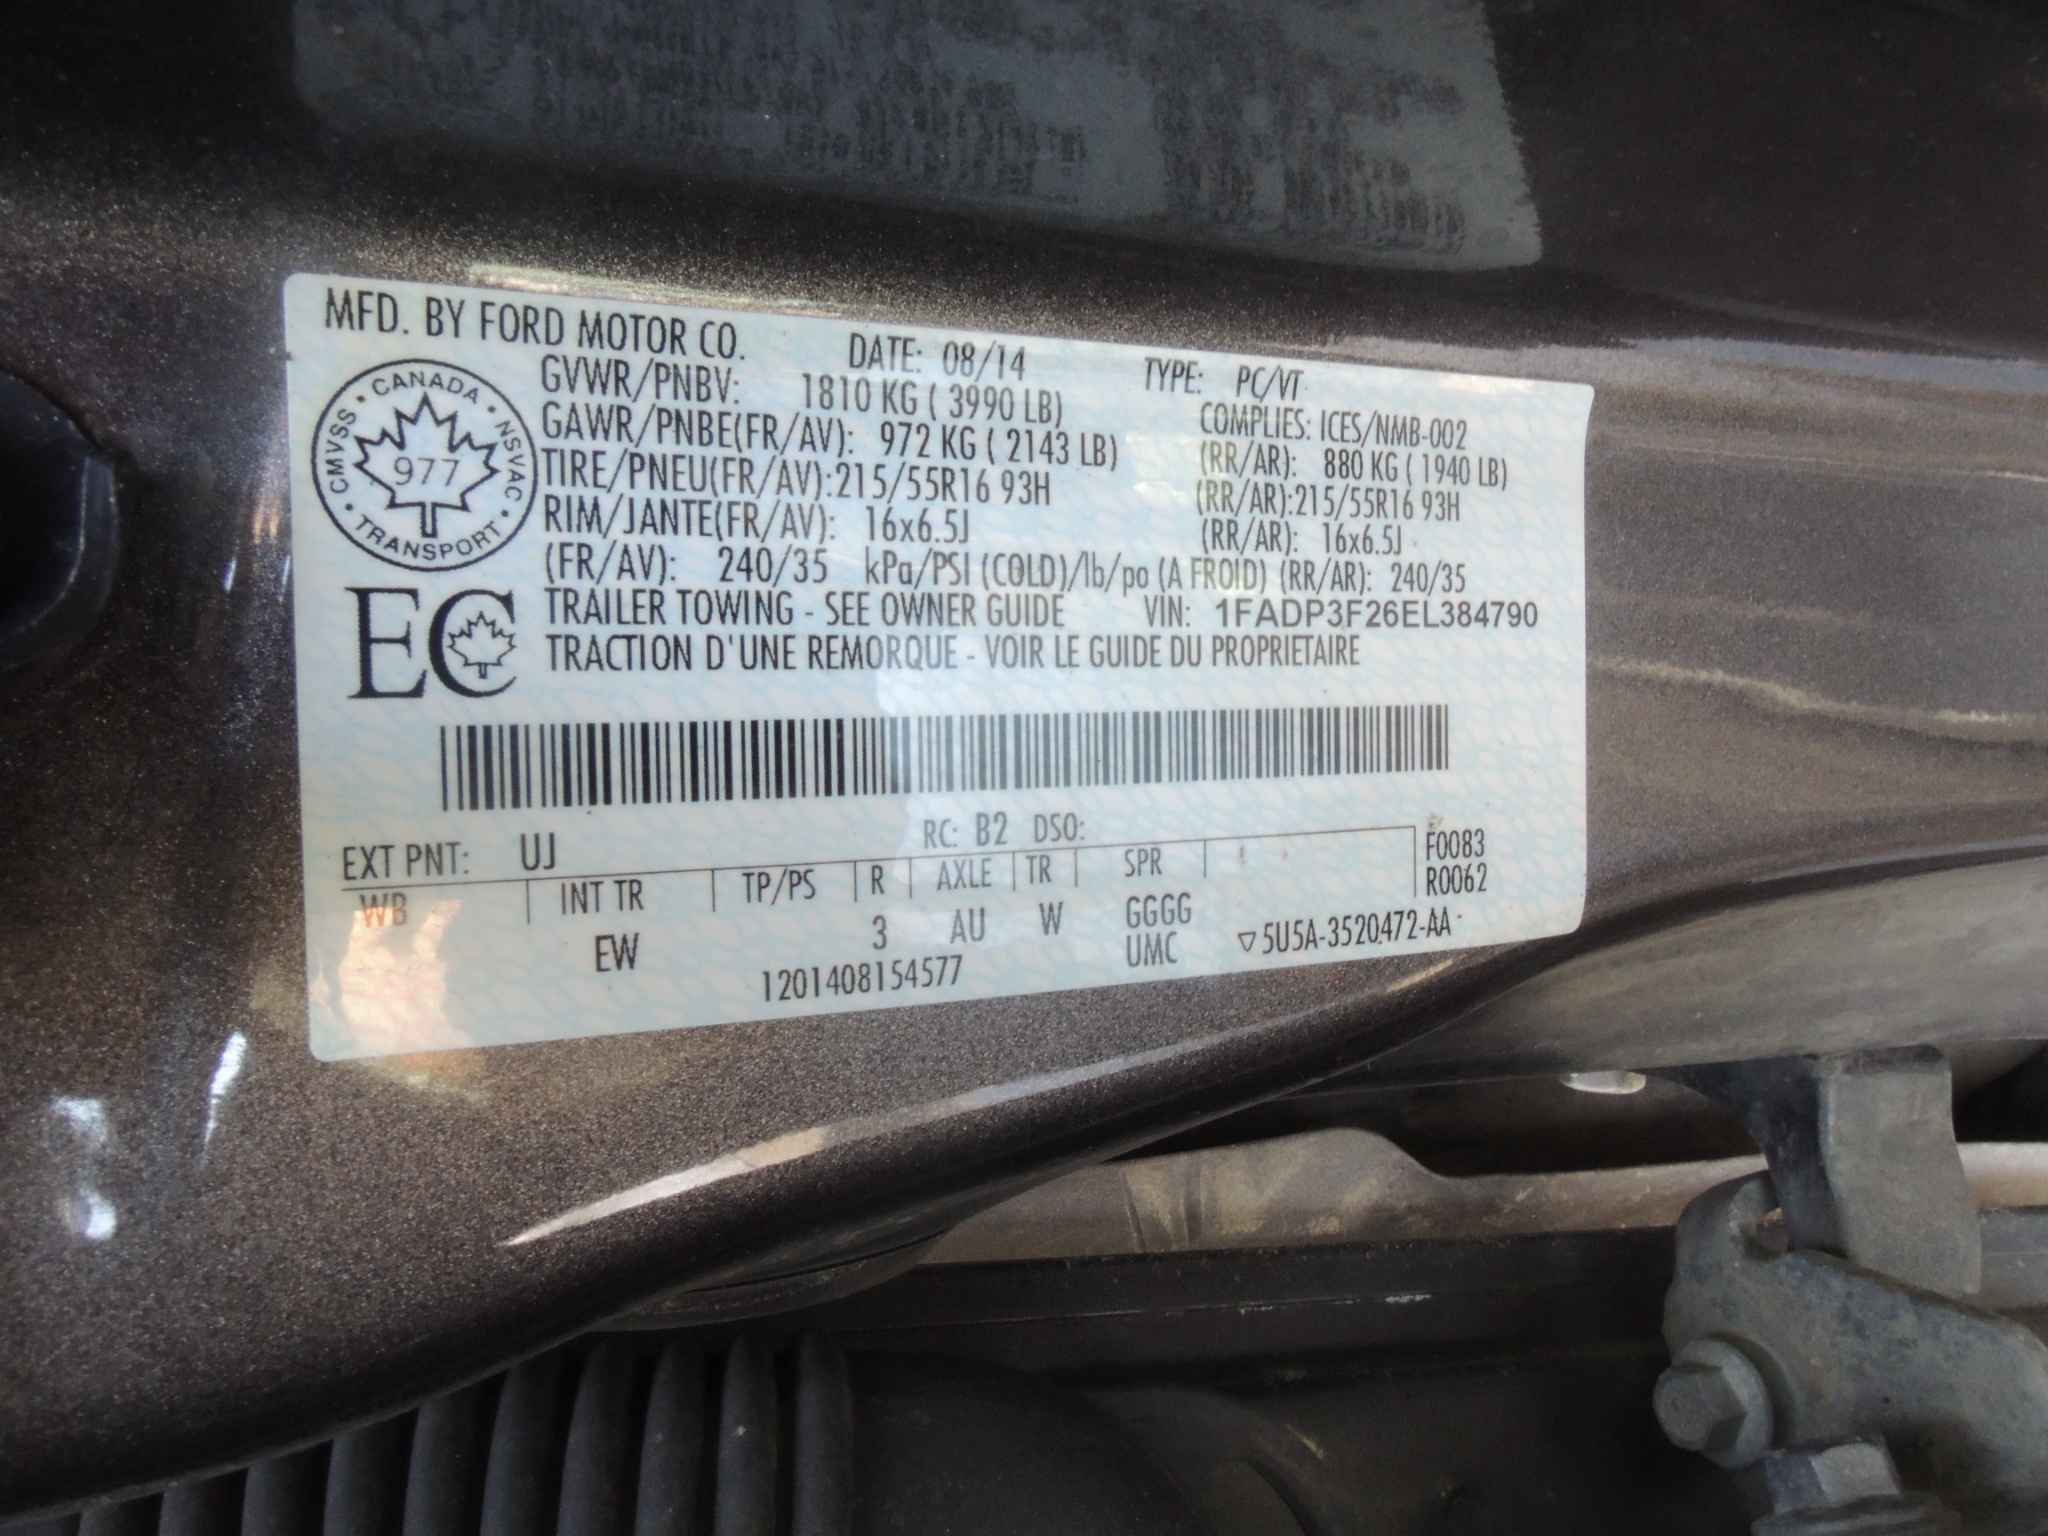 MFD. BY FORD MOTOR CO. DATE: 08/14 TYPE: PC/VT
GVWR/PNBV: 1810 KG ( 3990 LB) COMPLIES: ICES/NMB-002
GAWR/PNBE(FR/AV): 972 KG ( 2143 LB) (RR/AR): 880 KG ( 1940 LB)
TIRE/PNEU(FR/AV):215/55R16 93H (RR/AR):215/55R16 93H
RIM/JANTE(FR/AV): 16x6.5J (RR/AR): 16x6.5J
(FR/AV): 240/35 kPa/PSI (COLD)/lb/po (A FROID) (RR/AR): 240/35
TRAILER TOWING - SEE OWNER GUIDE VIN: 1FADP3F26EL384790
TRACTION D'UNE REMORQUE - VOIR LE GUIDE DU PROPRIETAIRE
CMVSS · CANADA · NSVAC · TRANSPORT ·
977
EC
EXT PNT: UJ RC: B2 DSO:
WB INT TR TP/PS R AXLE TR SPR F0083
R0062
EW 3 AU W GGGG
UMC
1201408154577
▽5U5A-3520472-AA